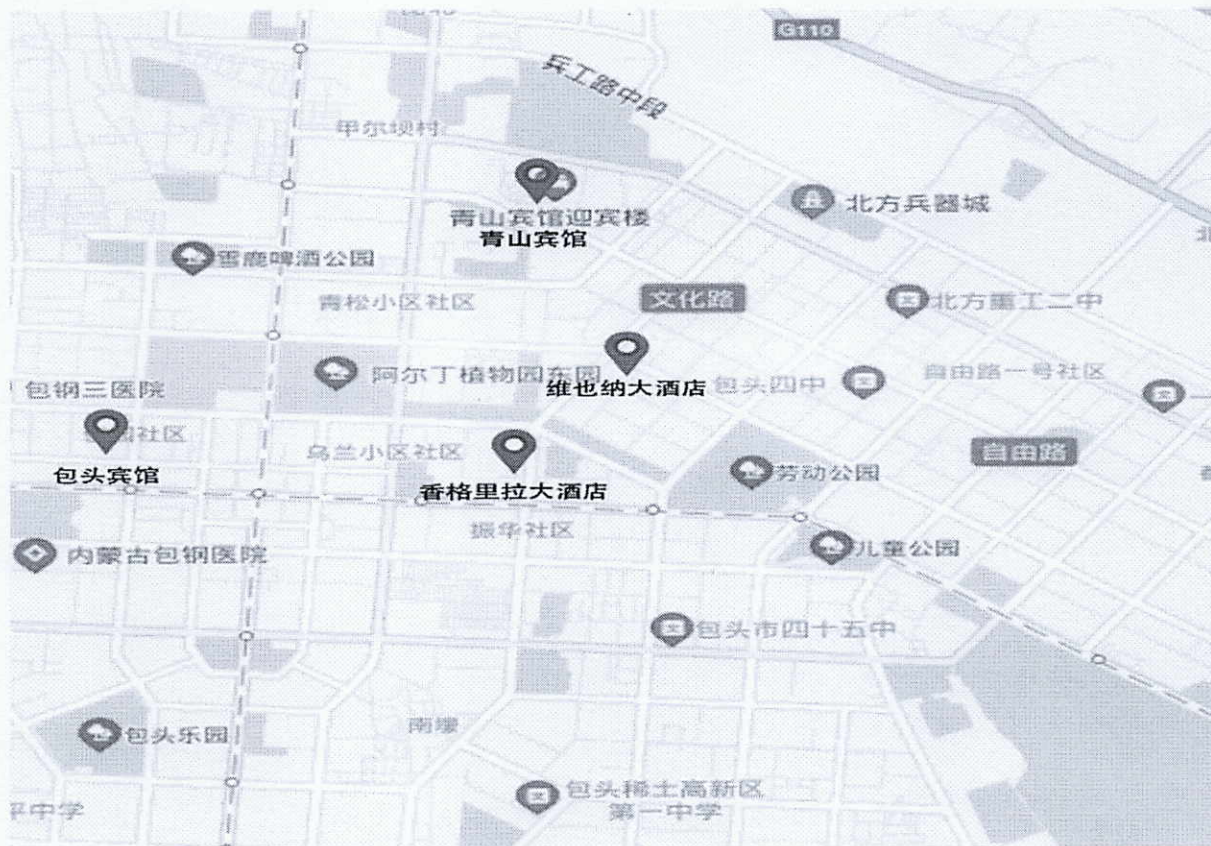 G110
兵工路中段
甲尔坝村
北方兵器城
青山宾馆迎宾楼
青山宾馆
雪鹿啤酒公园
青松小区社区
文化路
北方重工二中
阿尔丁植物园东园
维也纳大酒店
包头四中
自由路一号社区
包钢三医院
社区
包头宾馆
乌兰小区社区
香格里拉大酒店
劳动公园
自由路
振华社区
内蒙古包钢医院
儿童公园
包头市四十五中
包头乐园
南壕
包头稀土高新区
第一中学
平中学